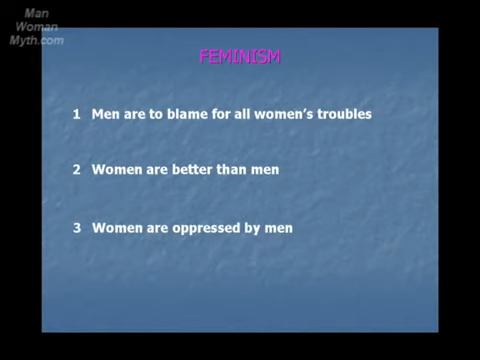 Man
Woman
Myth.com
FEMINISM
1 Men are to blame for all women's troubles
2 Women are better than men
3 Women are oppressed by men